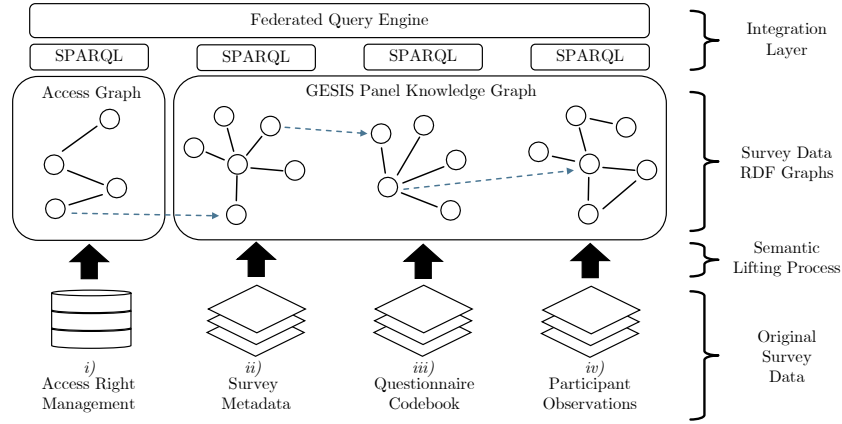 Federated Query Engine
SPARQL
SPARQL
SPARQL
SPARQL
Integration
Layer
Access Graph
GESIS Panel Knowledge Graph
Survey Data
RDF Graphs
Semantic
Lifting Process
i)
Access Right
Management
ii)
Survey
Metadata
iii)
Questionnaire
Codebook
iv)
Participant
Observations
Original
Survey
Data